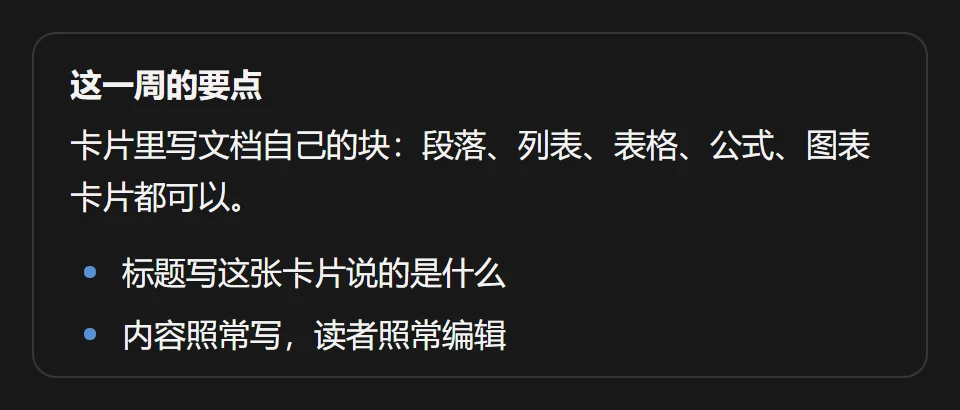 这一周的要点
卡片里写文档自己的块：段落、列表、表格、公式、图表
卡片都可以。
标题写这张卡片说的是什么
内容照常写，读者照常编辑